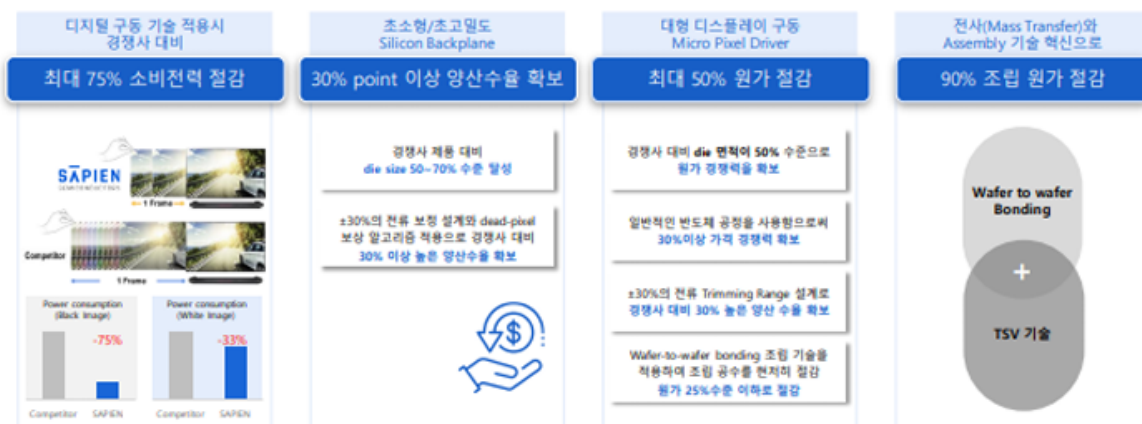 디지털 구동 기술 적용시
경쟁사 대비
최대 75% 소비전력 절감
SAPIEN
1 Frame
Competitor
1 Frame
Power consumption
(Black Image)
-75%
Competitor SAPIEN
Power consumption
(White Image)
-33%
Competitor SAPIEN
초소형/초고밀도
Silicon Backplane
30% point 이상 양산수율 확보
경쟁사 제품 대비
die size 50~70% 수준 달성
±30%의 전류 보정 설계와 dead-pixel
보상 알고리즘 적용으로 경쟁사 대비
30% 이상 높은 양산수율 확보
대형 디스플레이 구동
Micro Pixel Driver
최대 50% 원가 절감
경쟁사 대비 die 면적이 50% 수준으로
원가 경쟁력을 확보
일반적인 반도체 공정을 사용함으로써
30%이상 가격 경쟁력 확보
±30%의 전류 Trimming Range 설계로
경쟁사 대비 30% 높은 양산 수율 확보
Wafer-to-wafer bonding 조립 기술을
적용하여 조립 공수를 현저히 절감
원가 25%수준 이하로 절감
전사(Mass Transfer)와
Assembly 기술 혁신으로
90% 조립 원가 절감
Wafer to wafer
Bonding
+
TSV 기술